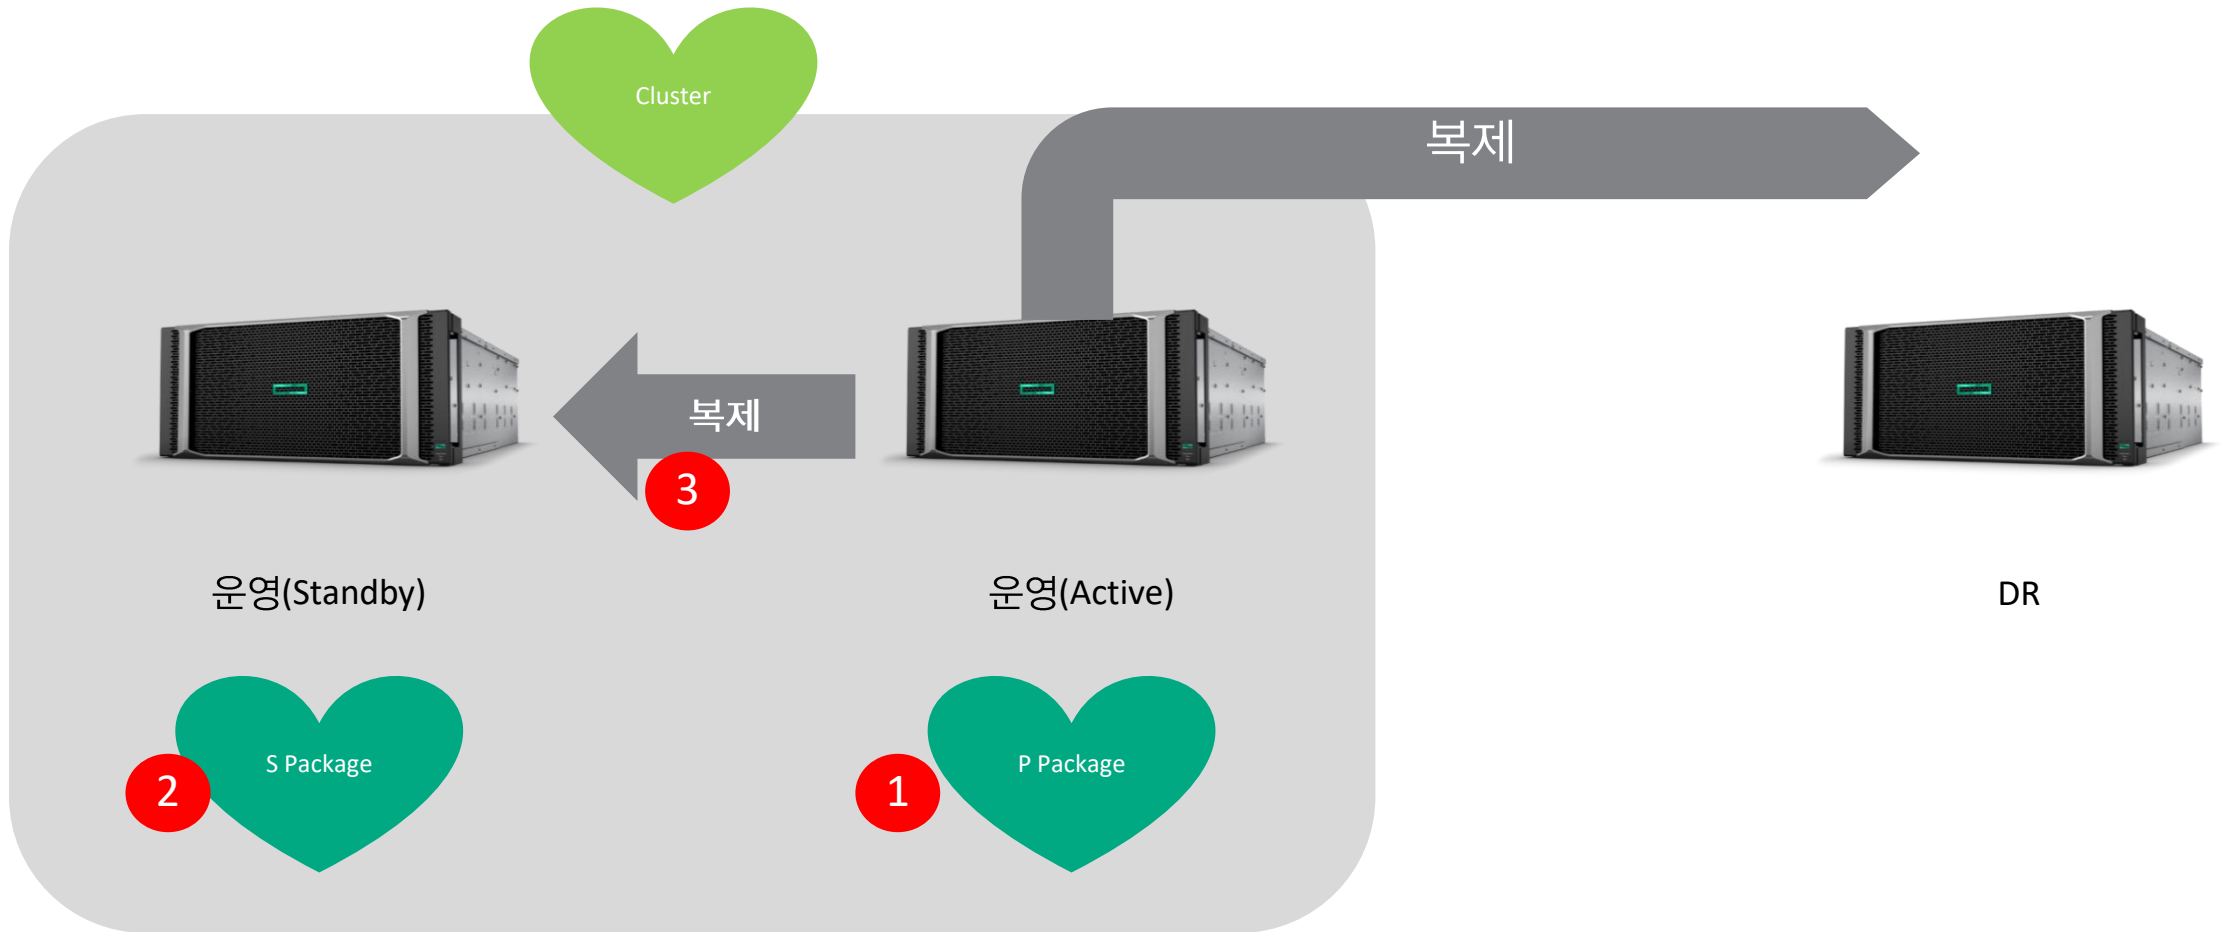 Cluster
복제
복제
3
운영(Standby)
운영(Active)
DR
S Package
P Package
2
1